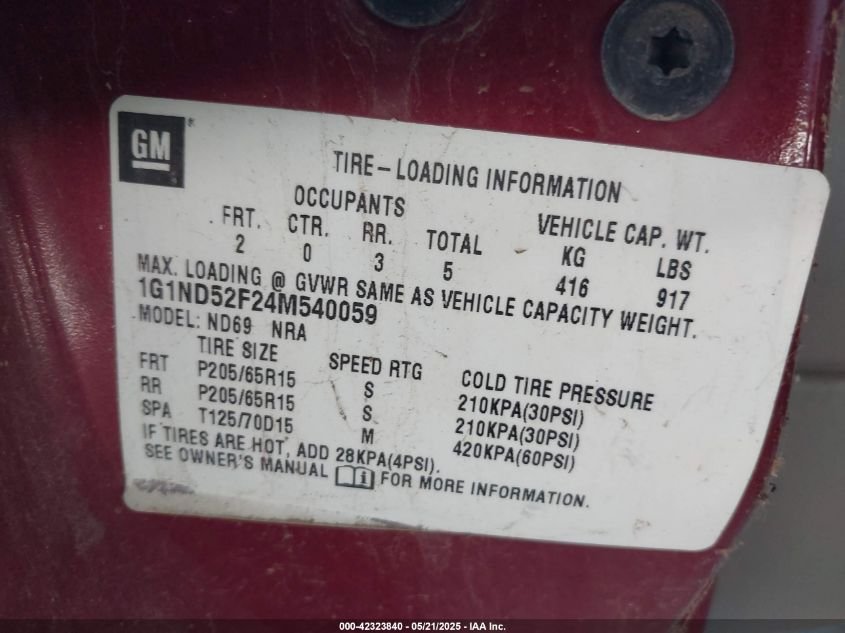 GM
TIRE-LOADING INFORMATION
OCCUPANTS VEHICLE CAP. WT.
FRT. CTR. RR. TOTAL KG LBS
2 0 3 5 416 917
MAX. LOADING @ GVWR SAME AS VEHICLE CAPACITY WEIGHT.
1G1ND52F24M540059
MODEL: ND69 NRA
TIRE SIZE SPEED RTG COLD TIRE PRESSURE
FRT P205/65R15 S 210KPA(30PSI)
RR P205/65R15 S 210KPA(30PSI)
SPA T125/70D15 M 420KPA(60PSI)
IF TIRES ARE HOT, ADD 28KPA(4PSI).
SEE OWNER'S MANUAL i FOR MORE INFORMATION.
000-42323840 - 05/21/2025 - IAA Inc.